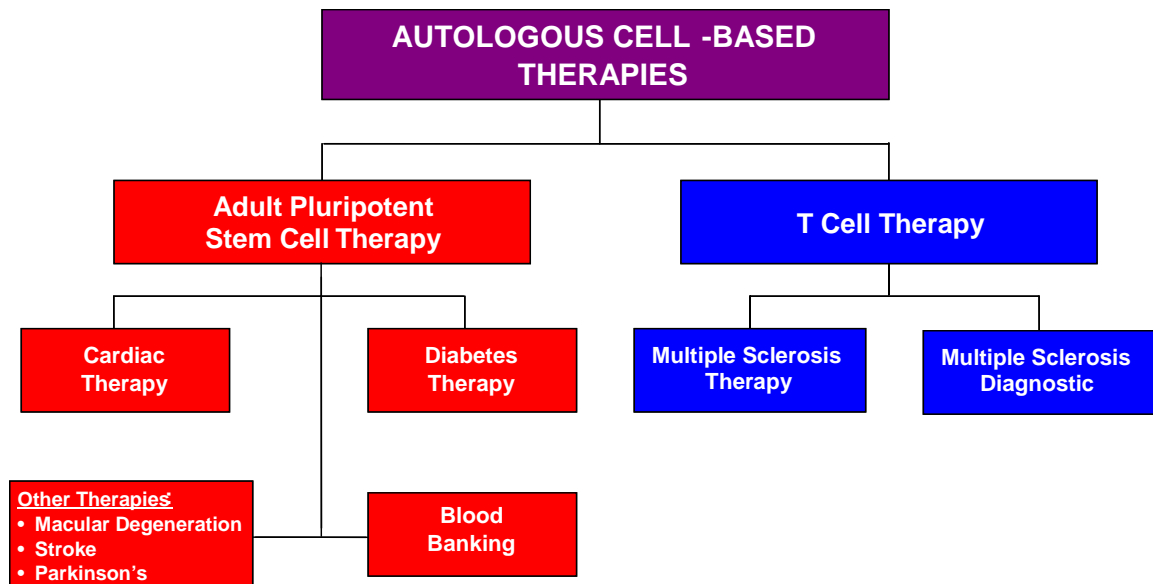 AUTOLOGOUS CELL -BASED
THERAPIES
Adult Pluripotent
Stem Cell Therapy
T Cell Therapy
Cardiac
Therapy
Diabetes
Therapy
Multiple Sclerosis
Therapy
Multiple Sclerosis
Diagnostic
Other Therapies:
• Macular Degeneration
• Stroke
• Parkinson's
Blood
Banking